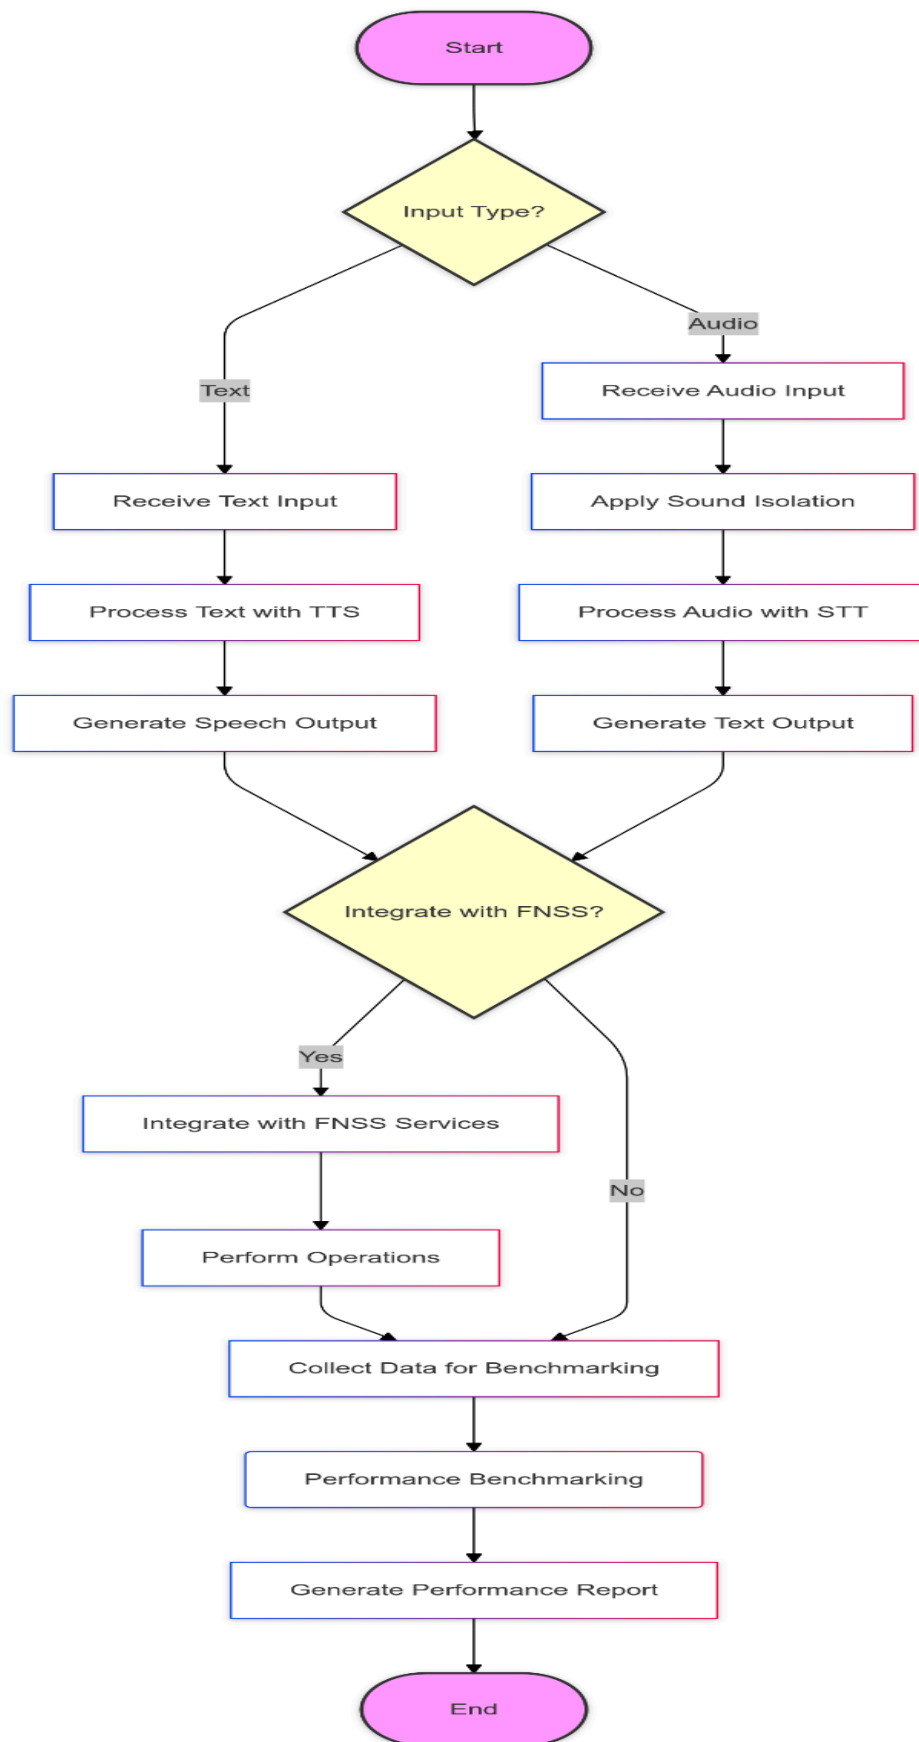 Start
Input Type?
Audio
Text
Receive Audio Input
Receive Text Input
Apply Sound Isolation
Process Text with TTS
Process Audio with STT
Generate Speech Output
Generate Text Output
Integrate with FNSS?
Yes
Integrate with FNSS Services
No
Perform Operations
Collect Data for Benchmarking
Performance Benchmarking
Generate Performance Report
End